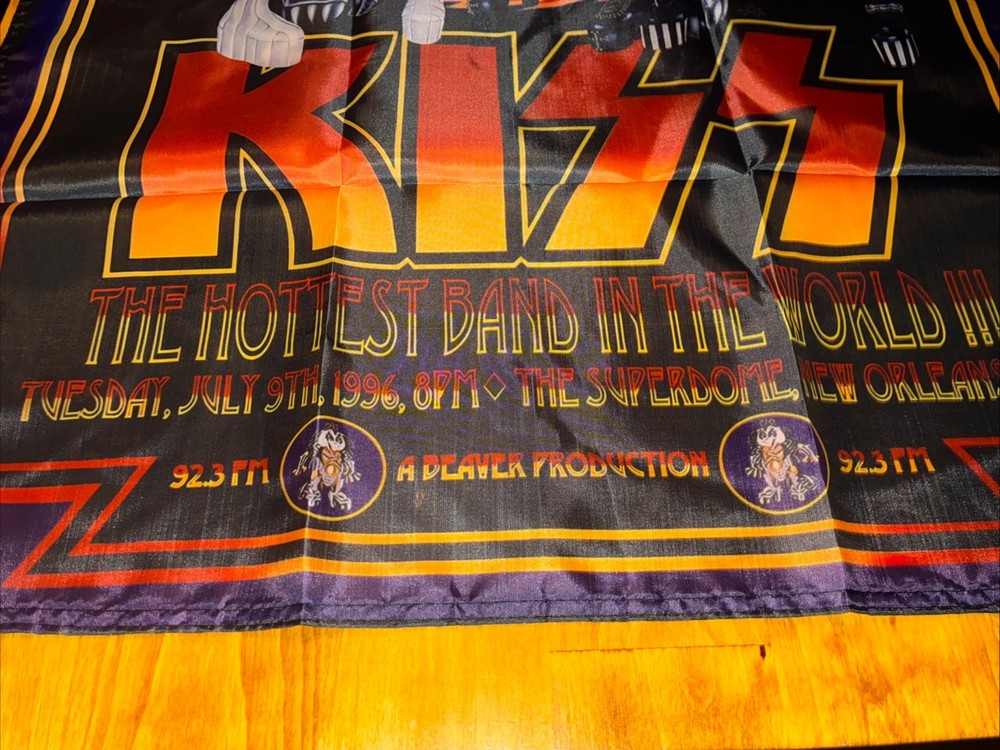 KISS
THE HOTTEST BAND IN THE WORLD !!!
TUESDAY, JULY 9TH, 1996, 8PM ◇ THE SUPERDOME, NEW ORLEANS
92.3 FM A BEAVER PRODUCTION 92.3 FM